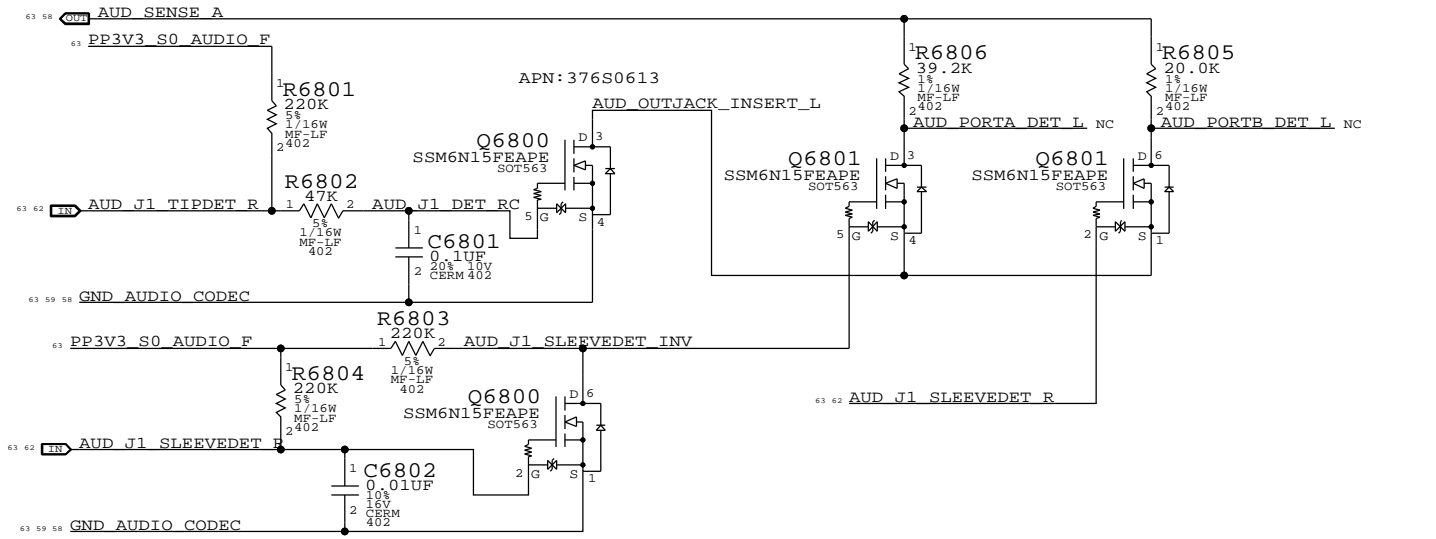 63 58 OUT AUD_SENSE_A
63 PP3V3_S0_AUDIO_F
1
R6801
220K
5%
1/16W
MF-LF
402
2
APN:376S0613
AUD_OUTJACK_INSERT_L
Q6800
SSM6N15FEAPE
SOT563
D 3
5 G S 4
63 62 IN AUD_J1_TIPDET_R
R6802
47K
1 2
5%
1/16W
MF-LF
402
AUD_J1_DET_RC
1
C6801
0.1UF
20% 10V
2 CERM 402
63 59 58 GND_AUDIO_CODEC
1
R6806
39.2K
1%
1/16W
MF-LF
402
2
AUD_PORTA_DET_L NC
Q6801
SSM6N15FEAPE
SOT563
D 3
5 G S 4
1
R6805
20.0K
1%
1/16W
MF-LF
402
2
AUD_PORTB_DET_L NC
Q6801
SSM6N15FEAPE
SOT563
D 6
2 G S 1
63 PP3V3_S0_AUDIO_F
R6803
220K
1 2
5%
1/16W
MF-LF
402
AUD_J1_SLEEVEDET_INV
1
R6804
220K
5%
1/16W
MF-LF
402
2
Q6800
SSM6N15FEAPE
SOT563
D 6
2 G S 1
63 62 AUD_J1_SLEEVEDET_R
63 62 IN AUD_J1_SLEEVEDET_R
1
C6802
0.01UF
10%
16V
2 CERM
402
63 59 58 GND_AUDIO_CODEC